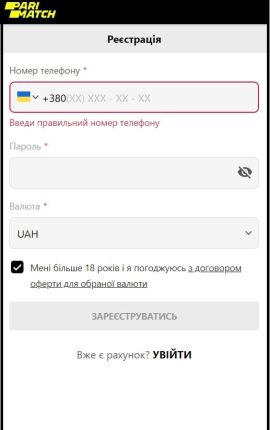 PARI
MATCH
Реєстрація
Номер телефону *
+380(XX) XXX - XX - XX
Введи правильний номер телефону
Пароль *
Валюта *
UAH
Мені більше 18 років і я погоджуюсь з договором
оферти для обраної валюти
ЗАРЕЄСТРУВАТИСЬ
Вже є рахунок? УВІЙТИ